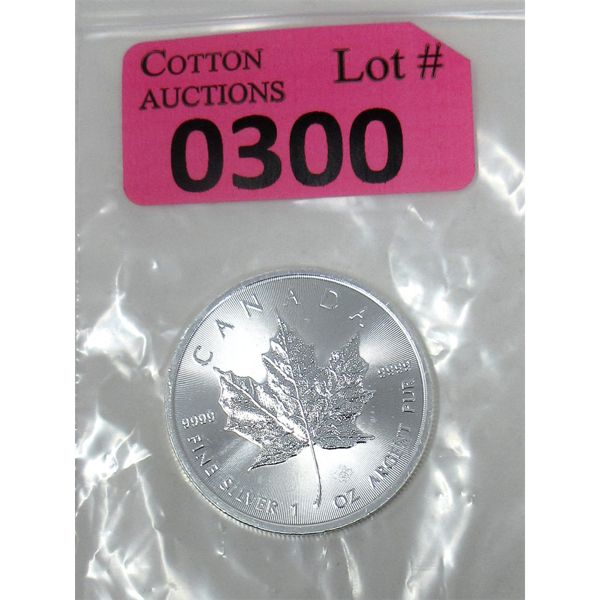 COTTON
AUCTIONS
Lot #
0300
CANADA
9999
9999
FINE SILVER 1 OZ ARGENT PUR